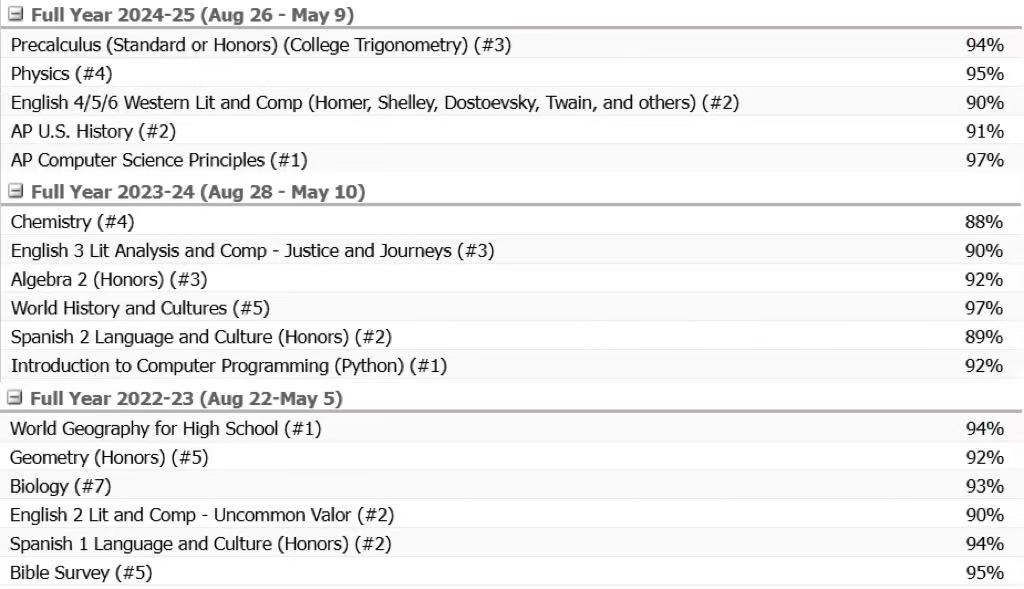 Full Year 2024-25 (Aug 26 - May 9)
Precalculus (Standard or Honors) (College Trigonometry) (#3) 94%
Physics (#4) 95%
English 4/5/6 Western Lit and Comp (Homer, Shelley, Dostoevsky, Twain, and others) (#2) 90%
AP U.S. History (#2) 91%
AP Computer Science Principles (#1) 97%
Full Year 2023-24 (Aug 28 - May 10)
Chemistry (#4) 88%
English 3 Lit Analysis and Comp - Justice and Journeys (#3) 90%
Algebra 2 (Honors) (#3) 92%
World History and Cultures (#5) 97%
Spanish 2 Language and Culture (Honors) (#2) 89%
Introduction to Computer Programming (Python) (#1) 92%
Full Year 2022-23 (Aug 22-May 5)
World Geography for High School (#1) 94%
Geometry (Honors) (#5) 92%
Biology (#7) 93%
English 2 Lit and Comp - Uncommon Valor (#2) 90%
Spanish 1 Language and Culture (Honors) (#2) 94%
Bible Survey (#5) 95%